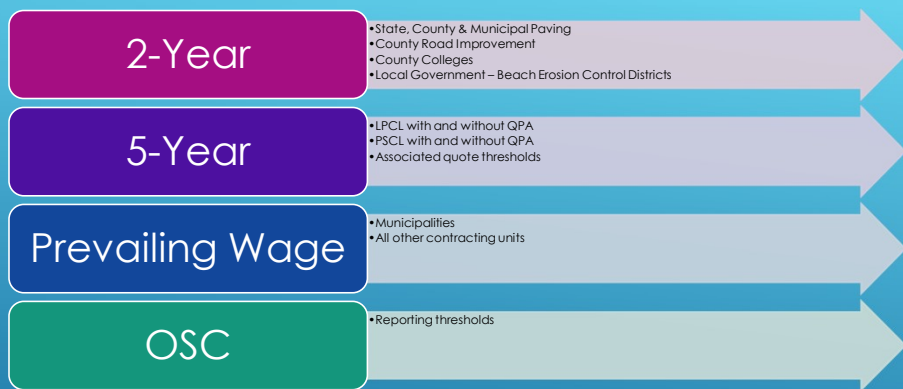 2-Year
•State, County & Municipal Paving
•County Road Improvement
•County Colleges
•Local Government – Beach Erosion Control Districts
5-Year
•LPCL with and without QPA
•PSCL with and without QPA
•Associated quote thresholds
Prevailing Wage
•Municipalities
•All other contracting units
OSC
•Reporting thresholds